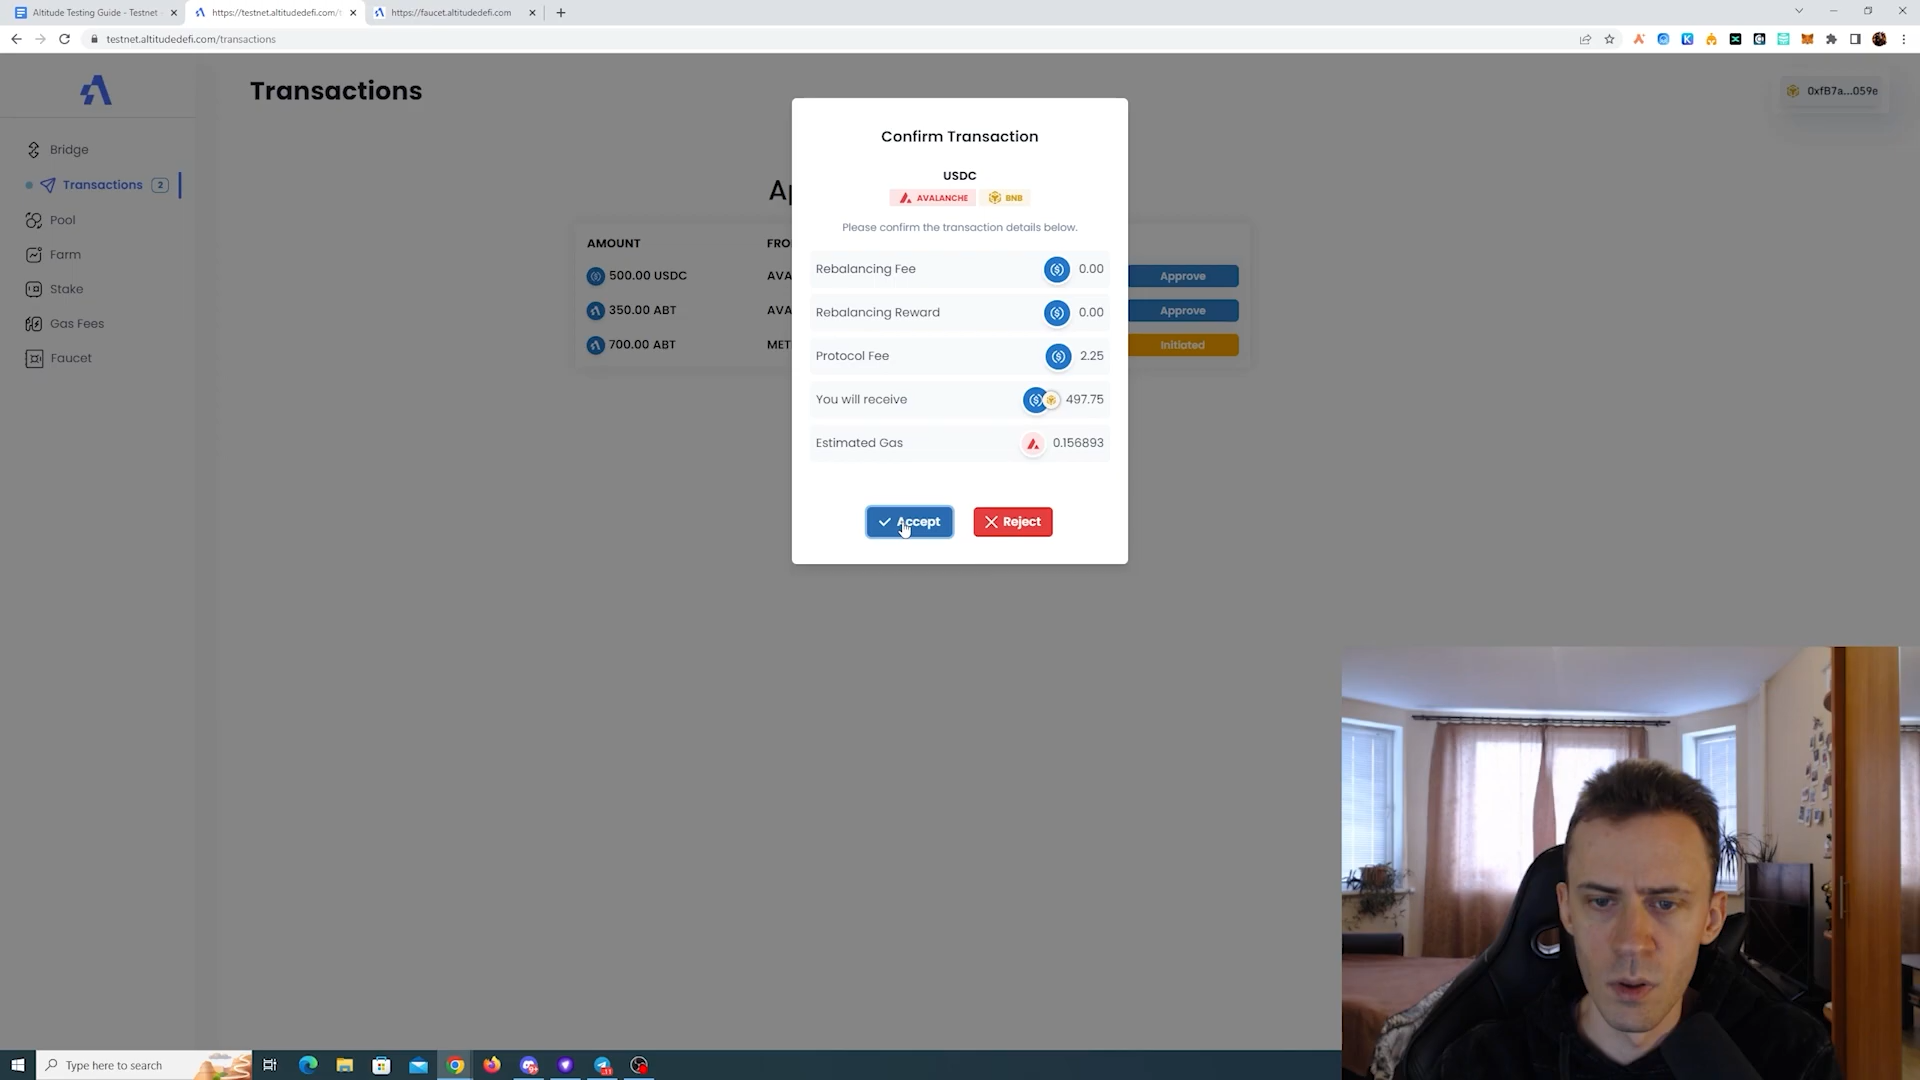 Altitude Testing Guide - Testnet
https://testnet.altitudedefi.com/t
https://faucet.altitudedefi.com
testnet.altitudedefi.com/transactions
Transactions
0xfB7a...059e
Bridge
Transactions 2
Pool
Farm
Stake
Gas Fees
Faucet
AMOUNT FRO
500.00 USDC AVA Approve
350.00 ABT AVA Approve
700.00 ABT METI Initiated
Confirm Transaction
USDC
AVALANCHE BNB
Please confirm the transaction details below.
Rebalancing Fee 0.00
Rebalancing Reward 0.00
Protocol Fee 2.25
You will receive 497.75
Estimated Gas 0.156893
Accept Reject
Type here to search